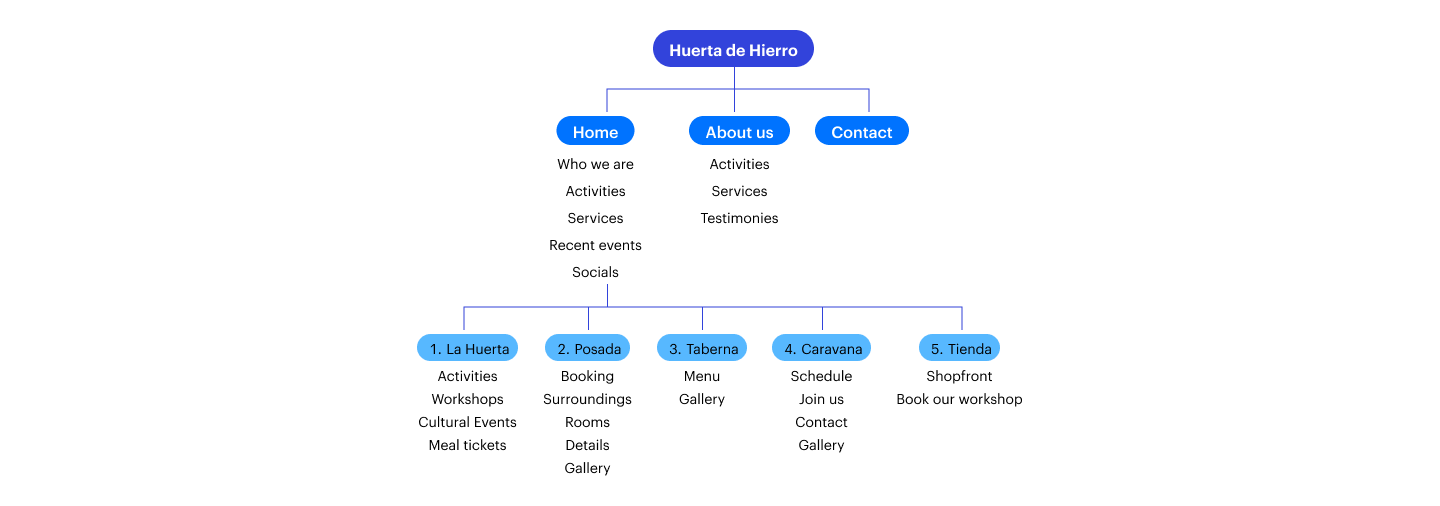 Huerta de Hierro
Home
Who we are
Activities
Services
Recent events
Socials
About us
Activities
Services
Testimonies
Contact
1. La Huerta
Activities
Workshops
Cultural Events
Meal tickets
2. Posada
Booking
Surroundings
Rooms
Details
Gallery
3. Taberna
Menu
Gallery
4. Caravana
Schedule
Join us
Contact
Gallery
5. Tienda
Shopfront
Book our workshop